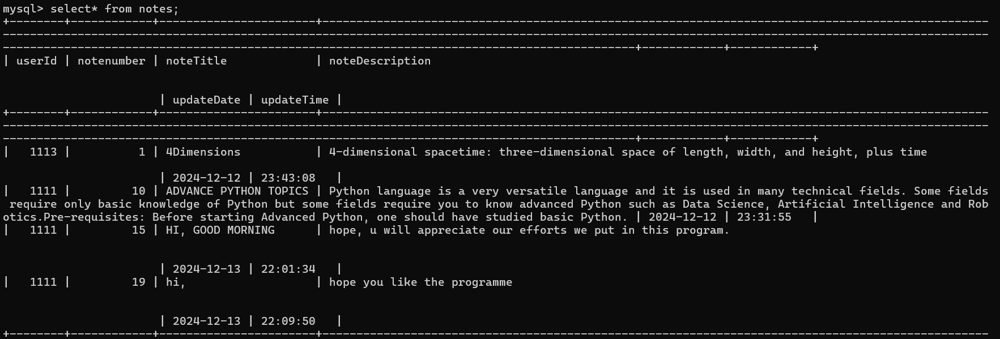 mysql> select* from notes;
| userId | notenumber | noteTitle | noteDescription
| updateDate | updateTime |
| 1113 | 1 | 4Dimensions | 4-dimensional spacetime: three-dimensional space of length, width, and height, plus time
| 2024-12-12 | 23:43:08 |
| 1111 | 10 | ADVANCE PYTHON TOPICS | Python language is a very versatile language and it is used in many technical fields. Some fields
require only basic knowledge of Python but some fields require you to know advanced Python such as Data Science, Artificial Intelligence and Rob
otics.Pre-requisites: Before starting Advanced Python, one should have studied basic Python. | 2024-12-12 | 23:31:55 |
| 1111 | 15 | HI, GOOD MORNING | hope, u will appreciate our efforts we put in this program.
| 2024-12-13 | 22:01:34 |
| 1111 | 19 | hi, | hope you like the programme
| 2024-12-13 | 22:09:50 |